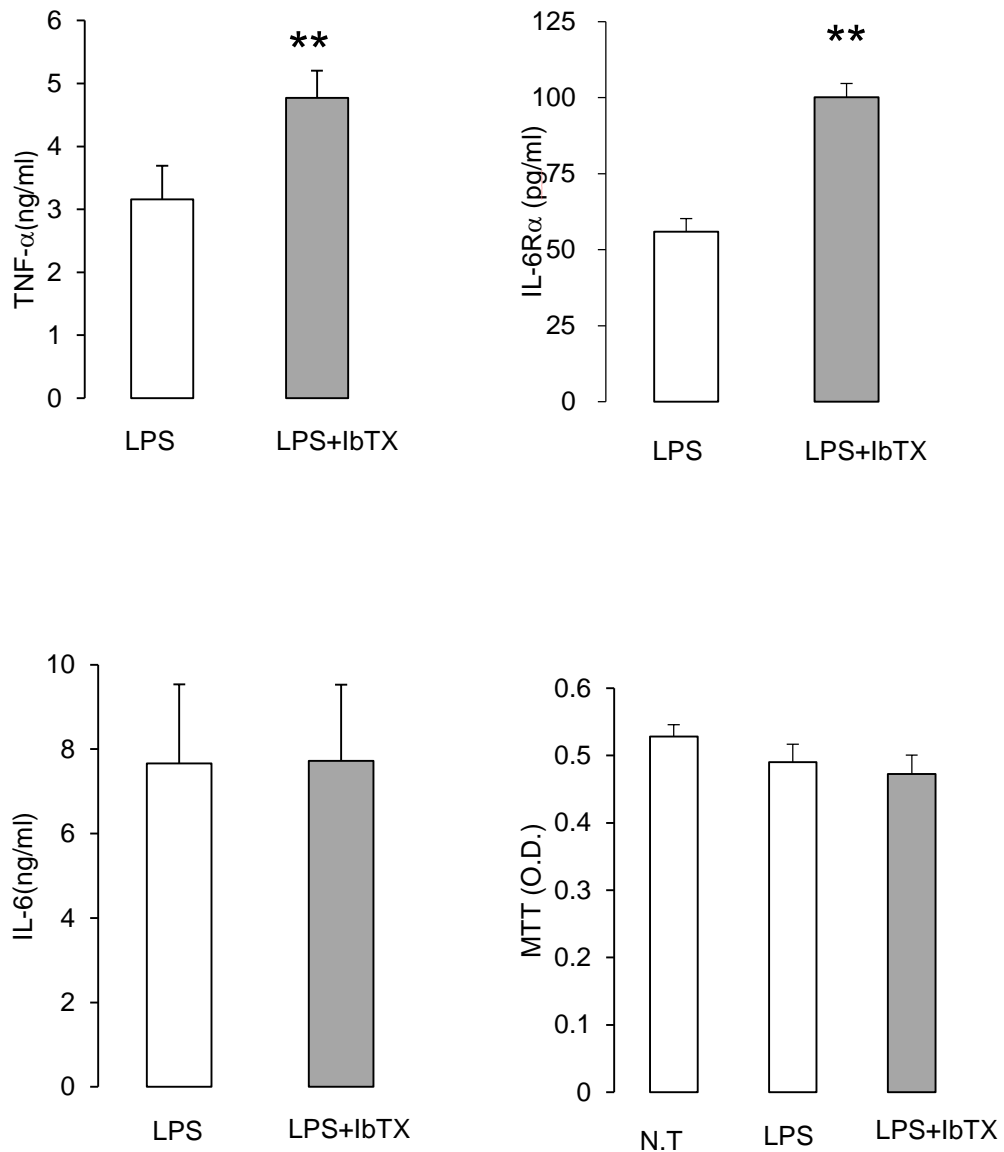 TNF-α(ng/ml)
6
5
4
3
2
1
0
**
LPS
LPS+IbTX
IL-6Rα (pg/ml)
125
100
75
50
25
0
**
LPS
LPS+IbTX
IL-6(ng/ml)
10
8
6
4
2
0
LPS
LPS+IbTX
MTT (O.D.)
0.6
0.5
0.4
0.3
0.2
0.1
0
N.T
LPS
LPS+IbTX